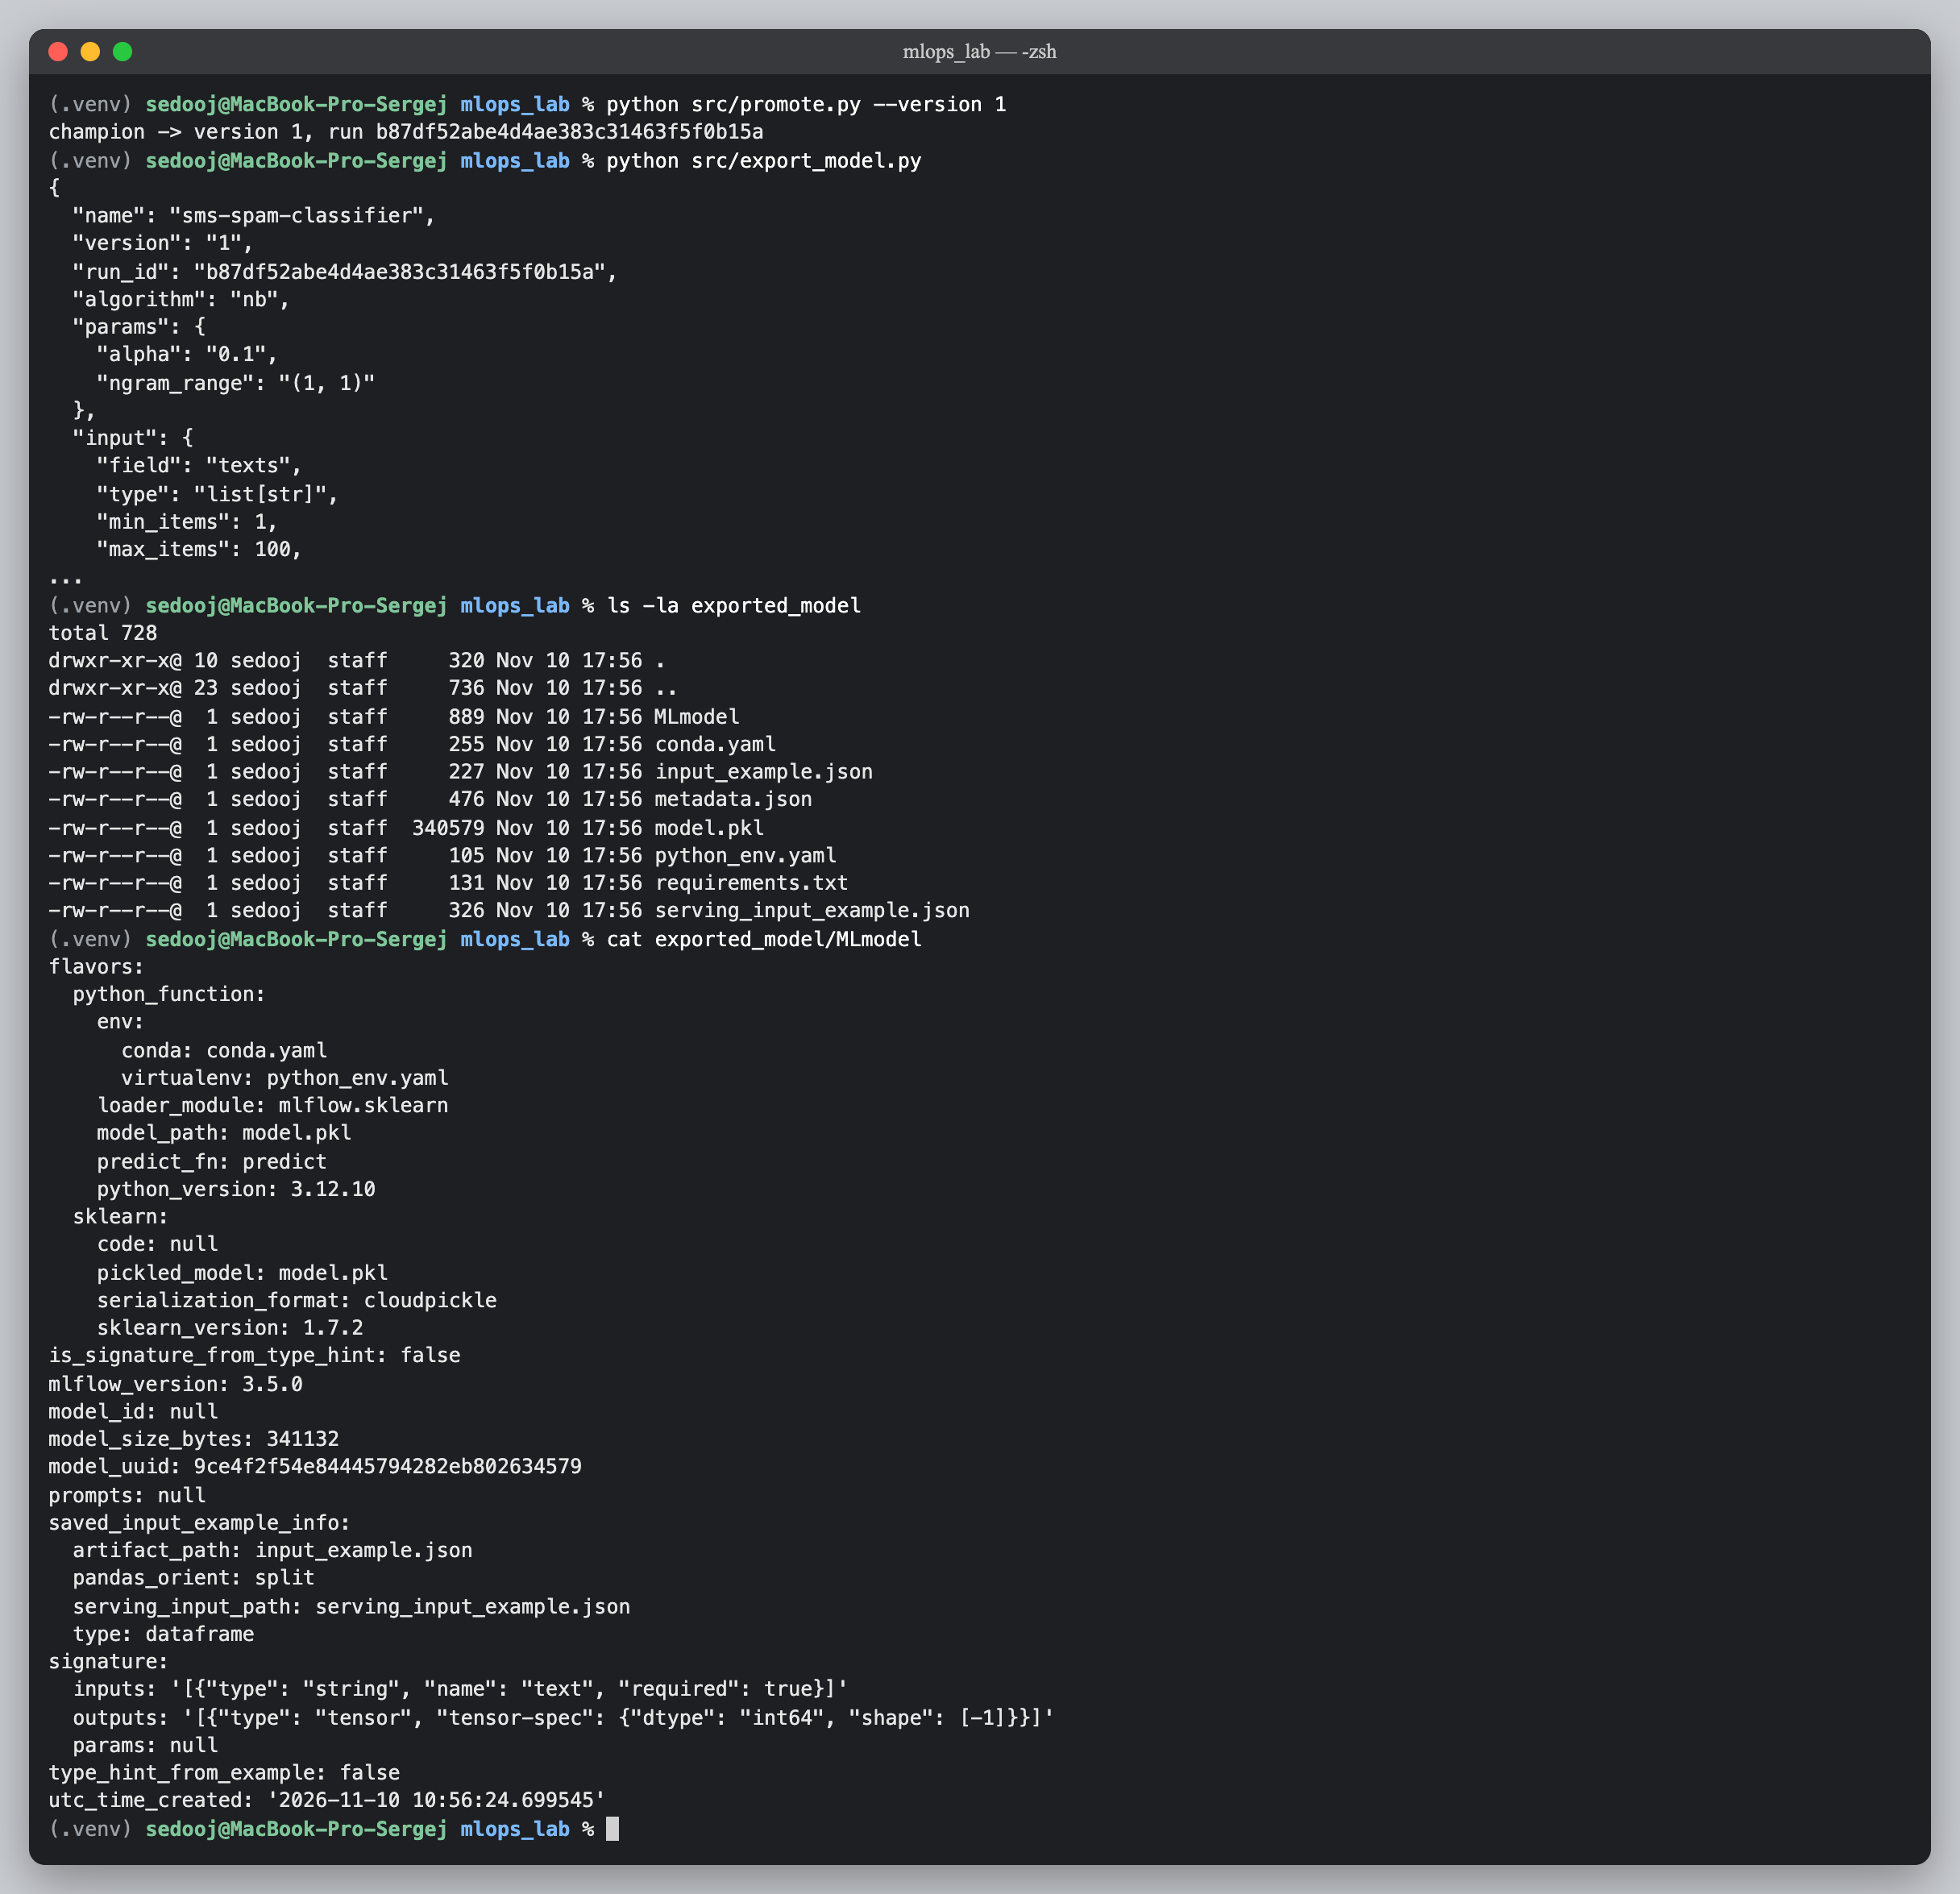 mlops_lab — -zsh
(.venv) sedooj@MacBook-Pro-Sergej mlops_lab % python src/promote.py --version 1
champion -> version 1, run b87df52abe4d4ae383c31463f5f0b15a
(.venv) sedooj@MacBook-Pro-Sergej mlops_lab % python src/export_model.py
{
  "name": "sms-spam-classifier",
  "version": "1",
  "run_id": "b87df52abe4d4ae383c31463f5f0b15a",
  "algorithm": "nb",
  "params": {
    "alpha": "0.1",
    "ngram_range": "(1, 1)"
  },
  "input": {
    "field": "texts",
    "type": "list[str]",
    "min_items": 1,
    "max_items": 100,
...
(.venv) sedooj@MacBook-Pro-Sergej mlops_lab % ls -la exported_model
total 728
drwxr-xr-x@ 10 sedooj  staff     320 Nov 10 17:56 .
drwxr-xr-x@ 23 sedooj  staff     736 Nov 10 17:56 ..
-rw-r--r--@  1 sedooj  staff     889 Nov 10 17:56 MLmodel
-rw-r--r--@  1 sedooj  staff     255 Nov 10 17:56 conda.yaml
-rw-r--r--@  1 sedooj  staff     227 Nov 10 17:56 input_example.json
-rw-r--r--@  1 sedooj  staff     476 Nov 10 17:56 metadata.json
-rw-r--r--@  1 sedooj  staff  340579 Nov 10 17:56 model.pkl
-rw-r--r--@  1 sedooj  staff     105 Nov 10 17:56 python_env.yaml
-rw-r--r--@  1 sedooj  staff     131 Nov 10 17:56 requirements.txt
-rw-r--r--@  1 sedooj  staff     326 Nov 10 17:56 serving_input_example.json
(.venv) sedooj@MacBook-Pro-Sergej mlops_lab % cat exported_model/MLmodel
flavors:
  python_function:
    env:
      conda: conda.yaml
      virtualenv: python_env.yaml
    loader_module: mlflow.sklearn
    model_path: model.pkl
    predict_fn: predict
    python_version: 3.12.10
  sklearn:
    code: null
    pickled_model: model.pkl
    serialization_format: cloudpickle
    sklearn_version: 1.7.2
is_signature_from_type_hint: false
mlflow_version: 3.5.0
model_id: null
model_size_bytes: 341132
model_uuid: 9ce4f2f54e84445794282eb802634579
prompts: null
saved_input_example_info:
  artifact_path: input_example.json
  pandas_orient: split
  serving_input_path: serving_input_example.json
  type: dataframe
signature:
  inputs: '[{"type": "string", "name": "text", "required": true}]'
  outputs: '[{"type": "tensor", "tensor-spec": {"dtype": "int64", "shape": [-1]}}]'
  params: null
type_hint_from_example: false
utc_time_created: '2026-11-10 10:56:24.699545'
(.venv) sedooj@MacBook-Pro-Sergej mlops_lab %